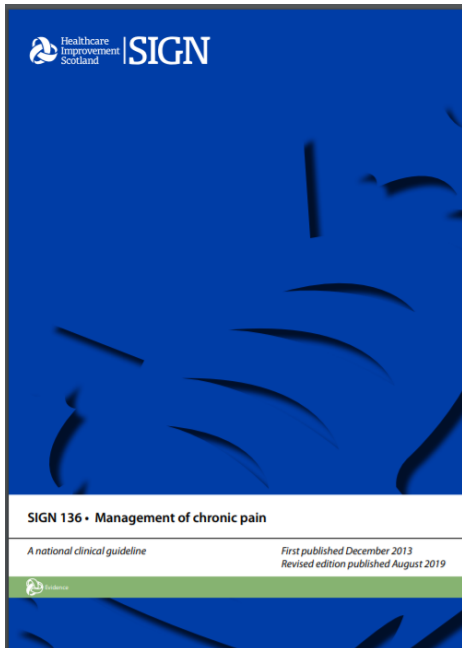 Healthcare
Improvement
Scotland
SIGN
SIGN 136 • Management of chronic pain
A national clinical guideline
First published December 2013
Revised edition published August 2019
Evidence